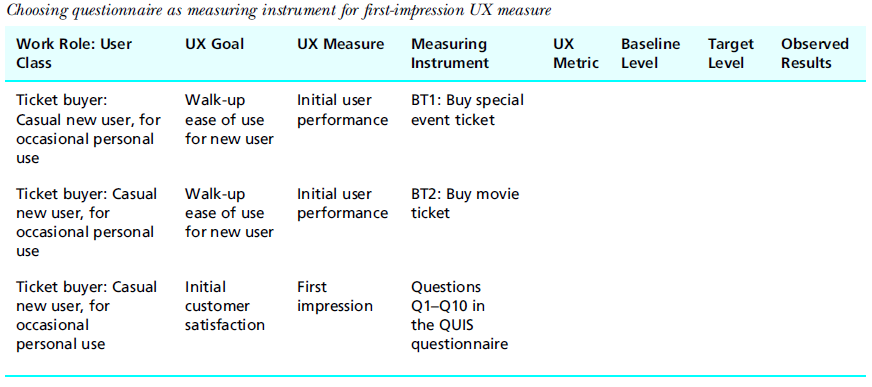 Choosing questionnaire as measuring instrument for first-impression UX measure
Work Role: User Class UX Goal UX Measure Measuring Instrument UX Metric Baseline Level Target Level Observed Results
Ticket buyer: Walk-up Initial user BT1: Buy special
Casual new user, for ease of use performance event ticket
occasional personal for new user
use
Ticket buyer: Casual Walk-up Initial user BT2: Buy movie
new user, for ease of use performance ticket
occasional personal for new user
use
Ticket buyer: Casual Initial First Questions
new user, for customer impression Q1–Q10 in
occasional satisfaction the QUIS
personal use questionnaire